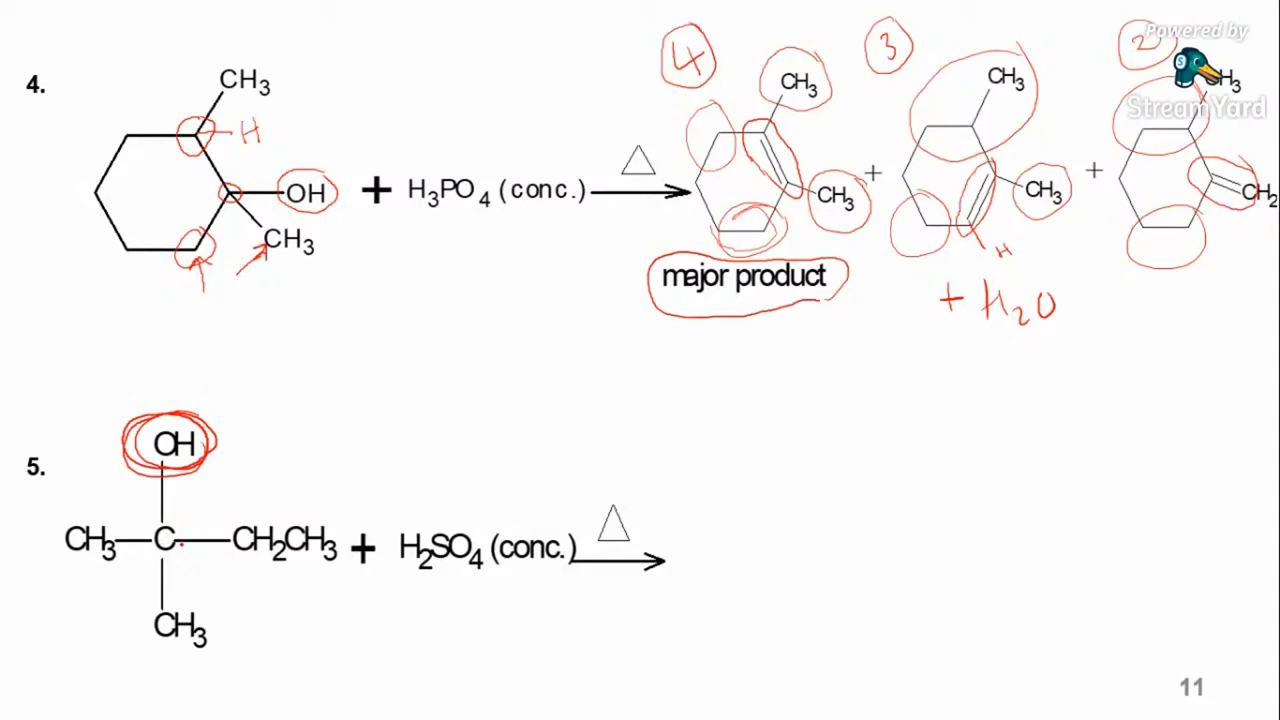 Powered by
StreamYard
4.
CH3
H
OH
CH3
+ H3PO4 (conc.)
△
4
CH3
CH3
major product
+
3
CH3
CH3
H
+ H2O
+
2
H3
CH2
5.
OH
CH3—C—CH2CH3 + H2SO4 (conc.)
△
CH3
11